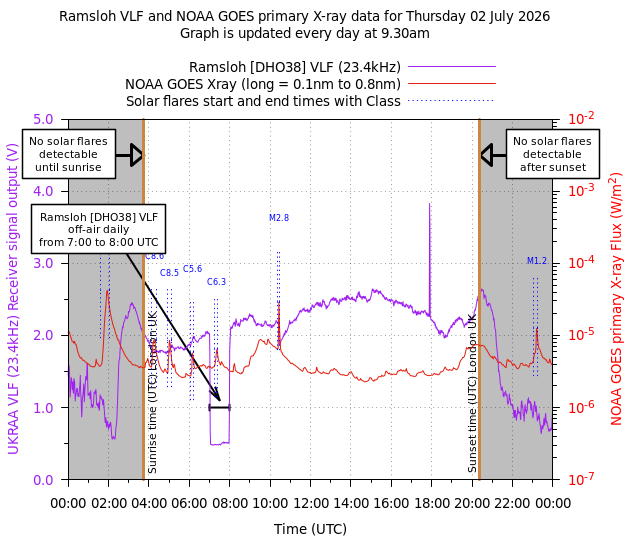 Ramsloh VLF and NOAA GOES primary X-ray data for Thursday 02 July 2026
Graph is updated every day at 9.30am
Ramsloh [DHO38] VLF (23.4kHz)
NOAA GOES Xray (long = 0.1nm to 0.8nm)
Solar flares start and end times with Class
5.0
4.0
3.0
2.0
1.0
0.0
UKRAA VLF (23.4kHz) Receiver signal output (V)
10-2
10-3
10-4
10-5
10-6
10-7
NOAA GOES primary X-ray Flux (W/m2)
No solar flares
detectable
until sunrise
No solar flares
detectable
after sunset
Ramsloh [DHO38] VLF
off-air daily
from 7:00 to 8:00 UTC
C8.6
C8.5
C5.6
C6.3
M2.8
M1.2
Sunrise time (UTC) London UK
Sunset time (UTC) London UK
00:00 02:00 04:00 06:00 08:00 10:00 12:00 14:00 16:00 18:00 20:00 22:00 00:00
Time (UTC)